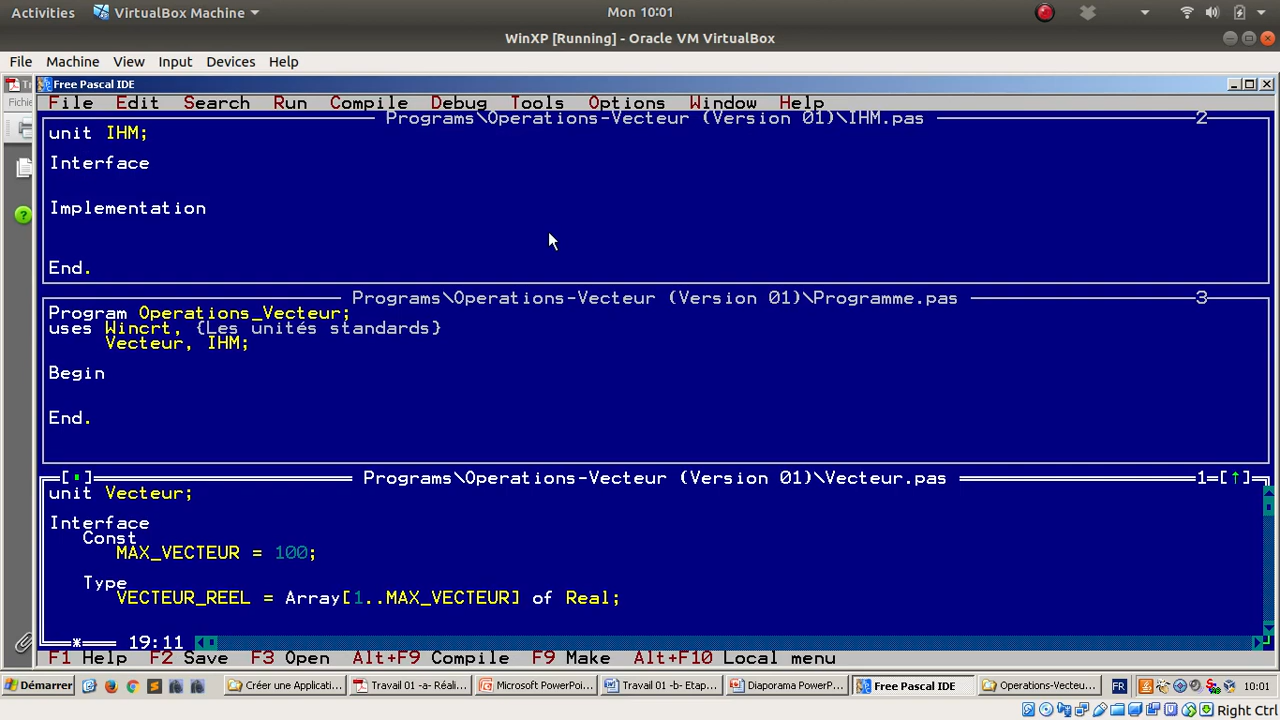 Activities VirtualBox Machine Mon 10:01
WinXP [Running] - Oracle VM VirtualBox
File Machine View Input Devices Help
Free Pascal IDE
Fichie
File Edit Search Run Compile Debug Tools Options Window Help
Programs\Operations-Vecteur (Version 01)\IHM.pas 2
unit IHM;
Interface
Implementation
End.
Programs\Operations-Vecteur (Version 01)\Programme.pas 3
Program Operations_Vecteur;
uses Wincrt, {Les unités standards}
Vecteur, IHM;
Begin
End.
[▪] Programs\Operations-Vecteur (Version 01)\Vecteur.pas 1=[↑]
unit Vecteur;
Interface
Const
MAX_VECTEUR = 100;
Type
VECTEUR_REEL = Array[1..MAX_VECTEUR] of Real;
* 19:11
F1 Help F2 Save F3 Open Alt+F9 Compile F9 Make Alt+F10 Local menu
Démarrer Créer une Applicati... Travail 01 -a- Réali... Microsoft PowerPoi... Travail 01 -b- Etap... Diaporama PowerP... Free Pascal IDE Operations-Vecteu... FR 10:01
Right Ctrl